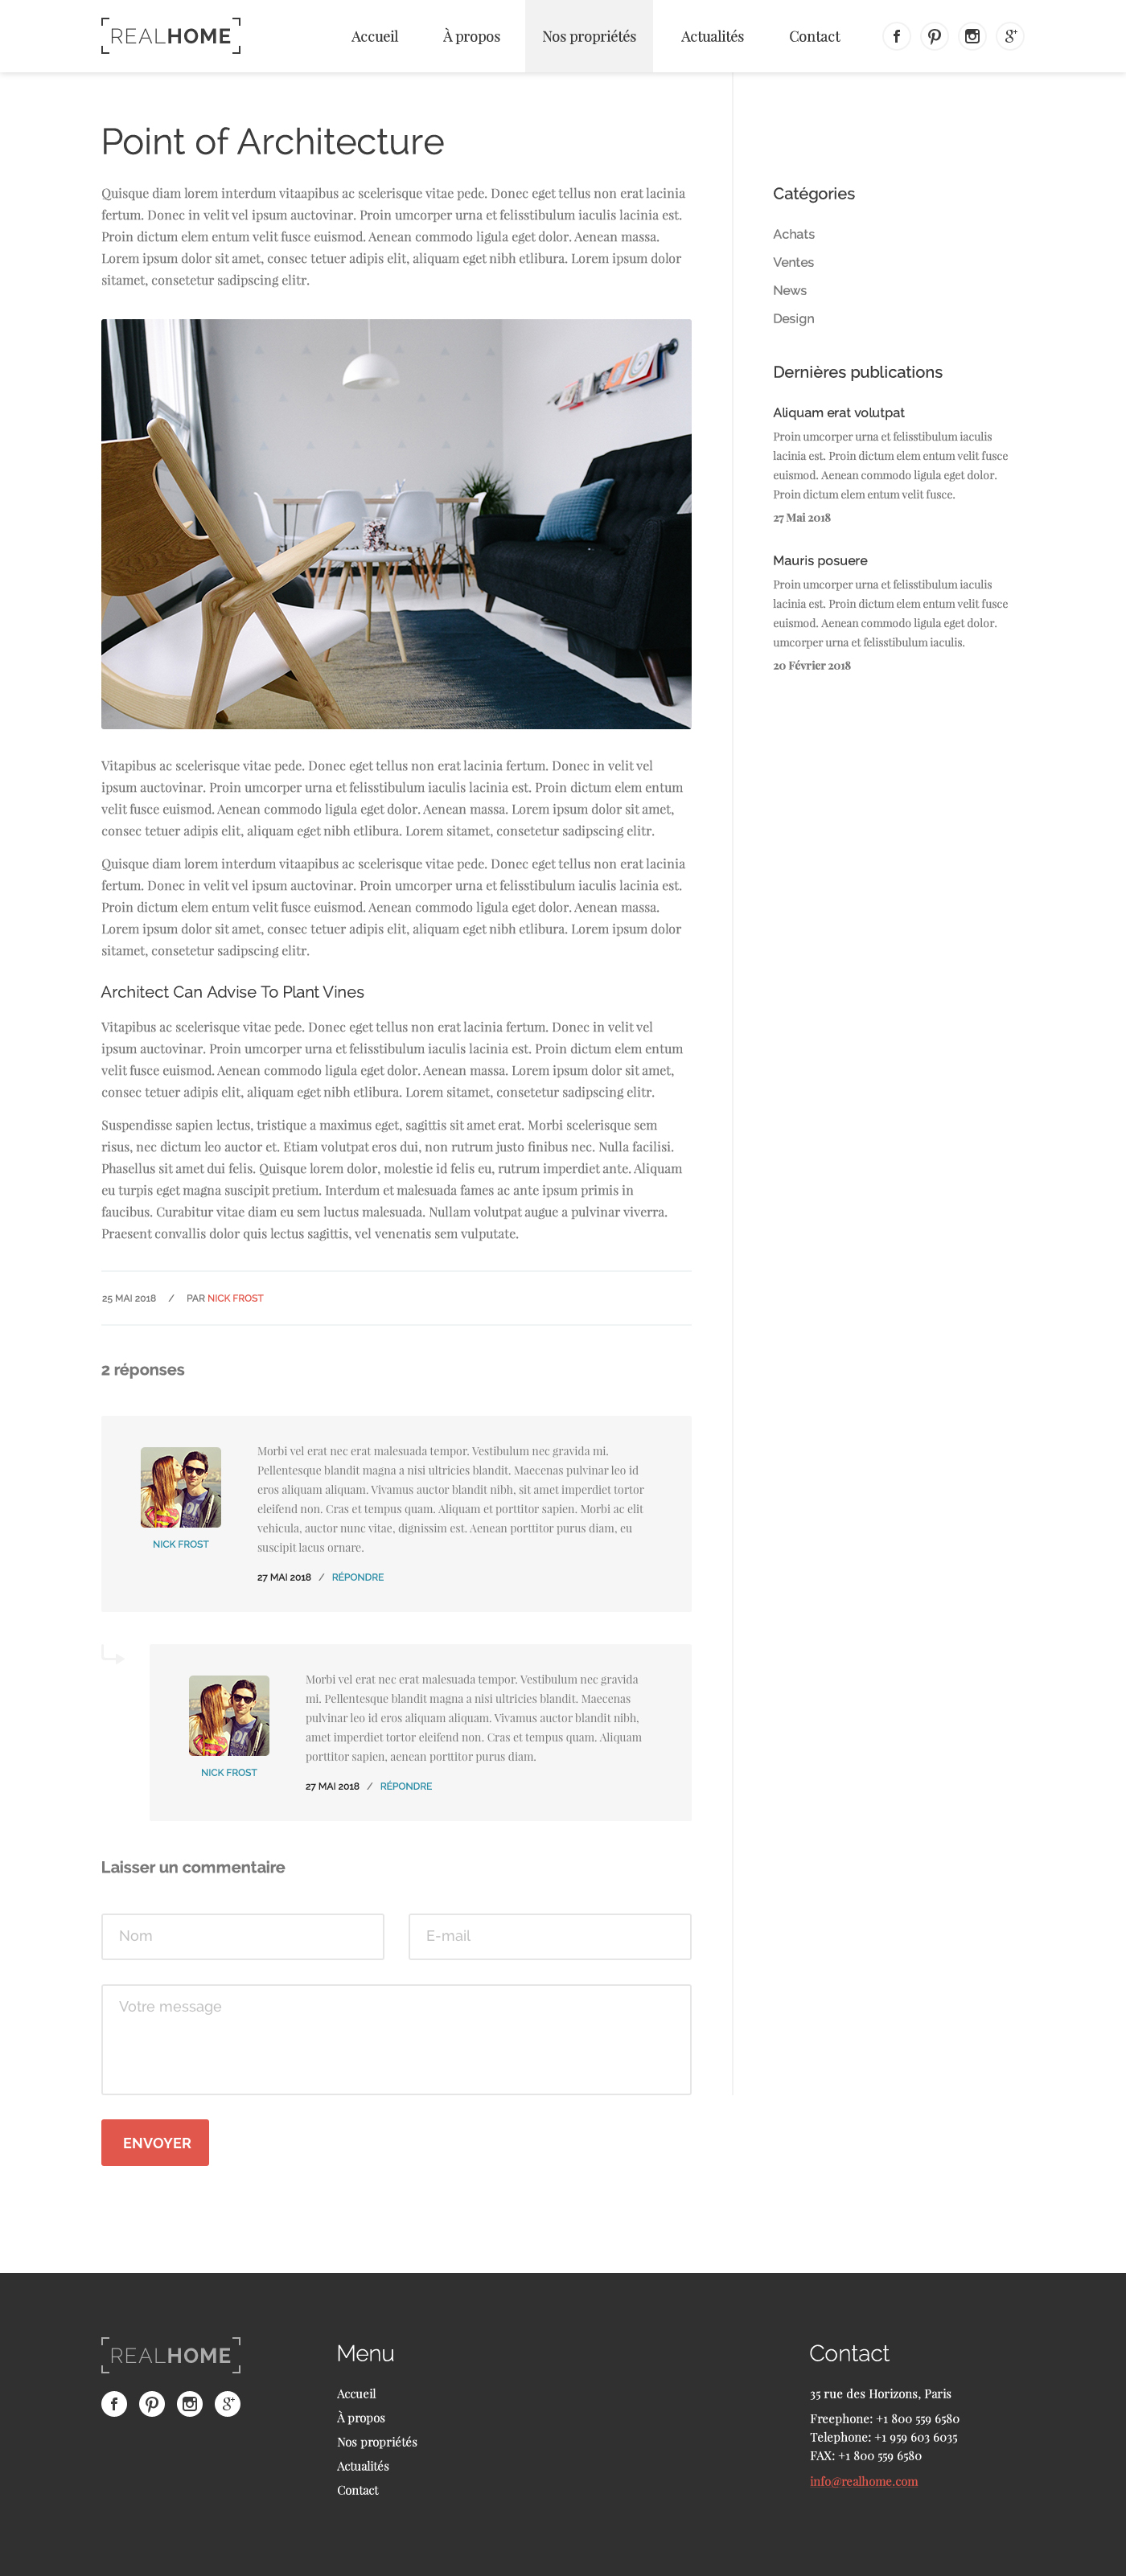 REALHOME
Accueil
À propos
Nos propriétés
Actualités
Contact
Point of Architecture
Quisque diam lorem interdum vitaapibus ac scelerisque vitae pede. Donec eget tellus non erat lacinia
fertum. Donec in velit vel ipsum auctovinar. Proin umcorper urna et felisstibulum iaculis lacinia est.
Proin dictum elem entum velit fusce euismod. Aenean commodo ligula eget dolor. Aenean massa.
Lorem ipsum dolor sit amet, consec tetuer adipis elit, aliquam eget nibh etlibura. Lorem ipsum dolor
sitamet, consetetur sadipscing elitr.
Vitapibus ac scelerisque vitae pede. Donec eget tellus non erat lacinia fertum. Donec in velit vel
ipsum auctovinar. Proin umcorper urna et felisstibulum iaculis lacinia est. Proin dictum elem entum
velit fusce euismod. Aenean commodo ligula eget dolor. Aenean massa. Lorem ipsum dolor sit amet,
consec tetuer adipis elit, aliquam eget nibh etlibura. Lorem sitamet, consetetur sadipscing elitr.
Quisque diam lorem interdum vitaapibus ac scelerisque vitae pede. Donec eget tellus non erat lacinia
fertum. Donec in velit vel ipsum auctovinar. Proin umcorper urna et felisstibulum iaculis lacinia est.
Proin dictum elem entum velit fusce euismod. Aenean commodo ligula eget dolor. Aenean massa.
Lorem ipsum dolor sit amet, consec tetuer adipis elit, aliquam eget nibh etlibura. Lorem ipsum dolor
sitamet, consetetur sadipscing elitr.
Architect Can Advise To Plant Vines
Vitapibus ac scelerisque vitae pede. Donec eget tellus non erat lacinia fertum. Donec in velit vel
ipsum auctovinar. Proin umcorper urna et felisstibulum iaculis lacinia est. Proin dictum elem entum
velit fusce euismod. Aenean commodo ligula eget dolor. Aenean massa. Lorem ipsum dolor sit amet,
consec tetuer adipis elit, aliquam eget nibh etlibura. Lorem sitamet, consetetur sadipscing elitr.
Suspendisse sapien lectus, tristique a maximus eget, sagittis sit amet erat. Morbi scelerisque sem
risus, nec dictum leo auctor et. Etiam volutpat eros dui, non rutrum justo finibus nec. Nulla facilisi.
Phasellus sit amet dui felis. Quisque lorem dolor, molestie id felis eu, rutrum imperdiet ante. Aliquam
eu turpis eget magna suscipit pretium. Interdum et malesuada fames ac ante ipsum primis in
faucibus. Curabitur vitae diam eu sem luctus malesuada. Nullam volutpat augue a pulvinar viverra.
Praesent convallis dolor quis lectus sagittis, vel venenatis sem vulputate.
25 MAI 2018 / PAR NICK FROST
2 réponses
Morbi vel erat nec erat malesuada tempor. Vestibulum nec gravida mi.
Pellentesque blandit magna a nisi ultricies blandit. Maecenas pulvinar leo id
eros aliquam aliquam. Vivamus auctor blandit nibh, sit amet imperdiet tortor
eleifend non. Cras et tempus quam. Aliquam et porttitor sapien. Morbi ac elit
vehicula, auctor nunc vitae, dignissim est. Aenean porttitor purus diam, eu
suscipit lacus ornare.
NICK FROST
27 MAI 2018 / RÉPONDRE
Morbi vel erat nec erat malesuada tempor. Vestibulum nec gravida
mi. Pellentesque blandit magna a nisi ultricies blandit. Maecenas
pulvinar leo id eros aliquam aliquam. Vivamus auctor blandit nibh,
amet imperdiet tortor eleifend non. Cras et tempus quam. Aliquam
porttitor sapien, aenean porttitor purus diam.
NICK FROST
27 MAI 2018 / RÉPONDRE
Laisser un commentaire
Nom
E-mail
Votre message
ENVOYER
Catégories
Achats
Ventes
News
Design
Dernières publications
Aliquam erat volutpat
Proin umcorper urna et felisstibulum iaculis
lacinia est. Proin dictum elem entum velit fusce
euismod. Aenean commodo ligula eget dolor.
Proin dictum elem entum velit fusce.
27 Mai 2018
Mauris posuere
Proin umcorper urna et felisstibulum iaculis
lacinia est. Proin dictum elem entum velit fusce
euismod. Aenean commodo ligula eget dolor.
umcorper urna et felisstibulum iaculis.
20 Février 2018
REALHOME
Menu
Accueil
À propos
Nos propriétés
Actualités
Contact
Contact
35 rue des Horizons, Paris
Freephone: +1 800 559 6580
Telephone: +1 959 603 6035
FAX: +1 800 559 6580
info@realhome.com